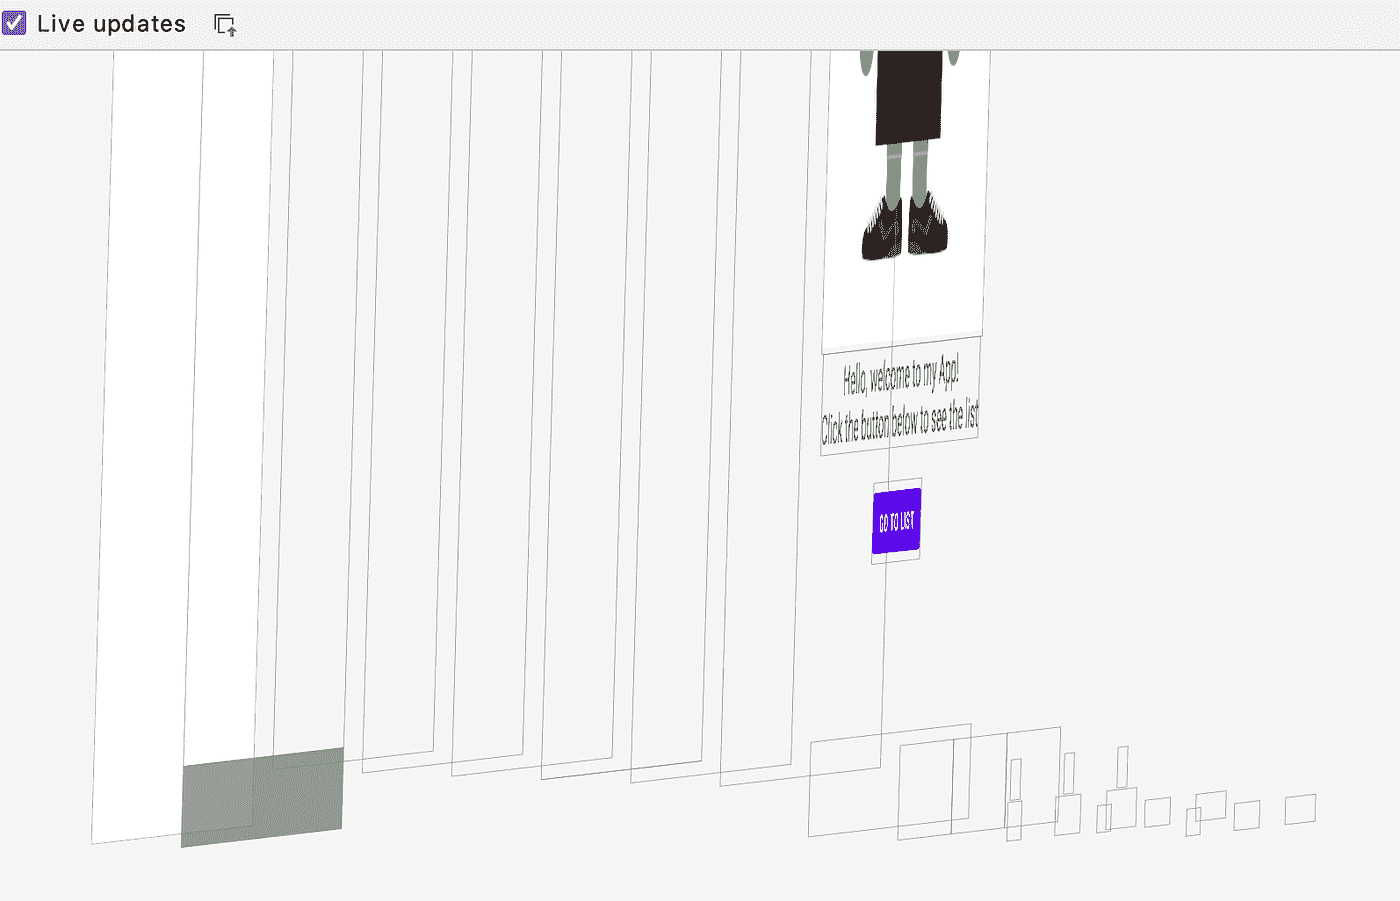 Live updates
Hello, welcome to my App!
Click the button below to see the list
GO TO LIST